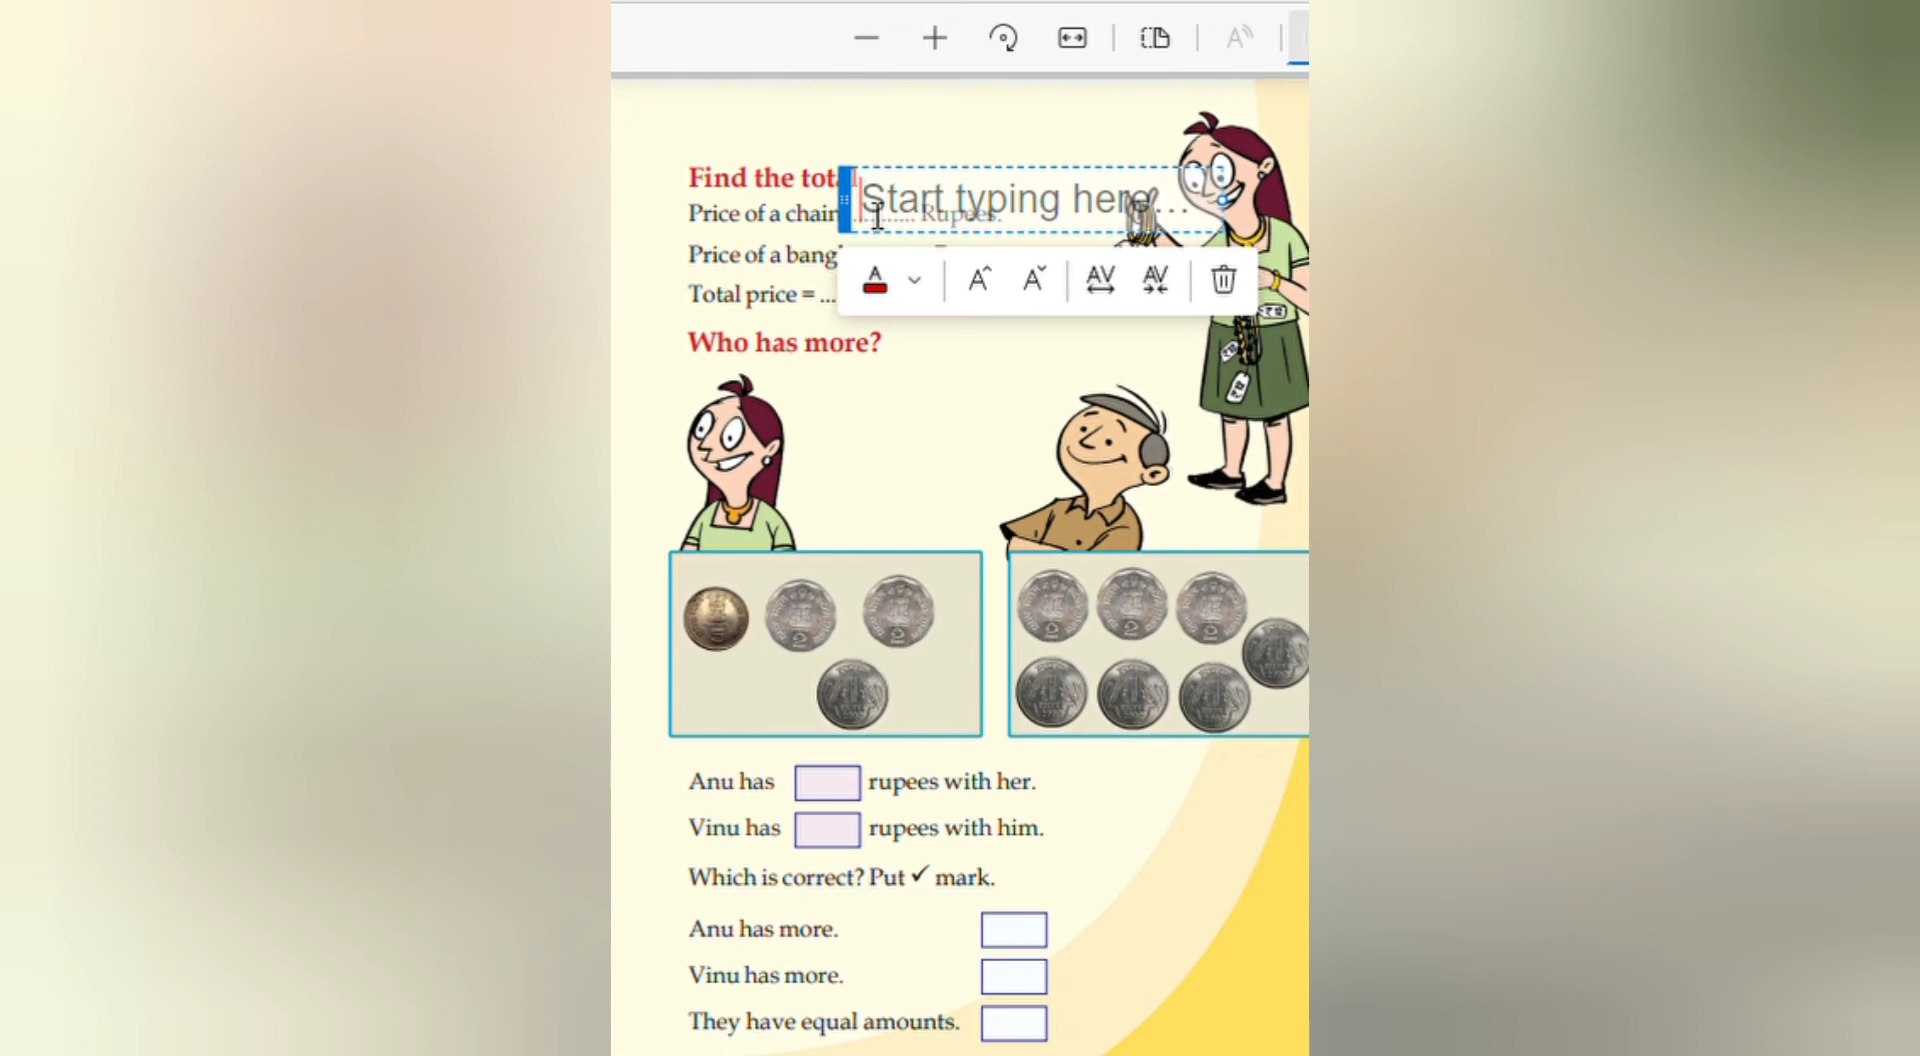 Find the total
Start typing here...
Price of a chain .......... Rupees.
Price of a bang
Total price = ...
Who has more?
Anu has rupees with her.
Vinu has rupees with him.
Which is correct? Put ✓ mark.
Anu has more.
Vinu has more.
They have equal amounts.